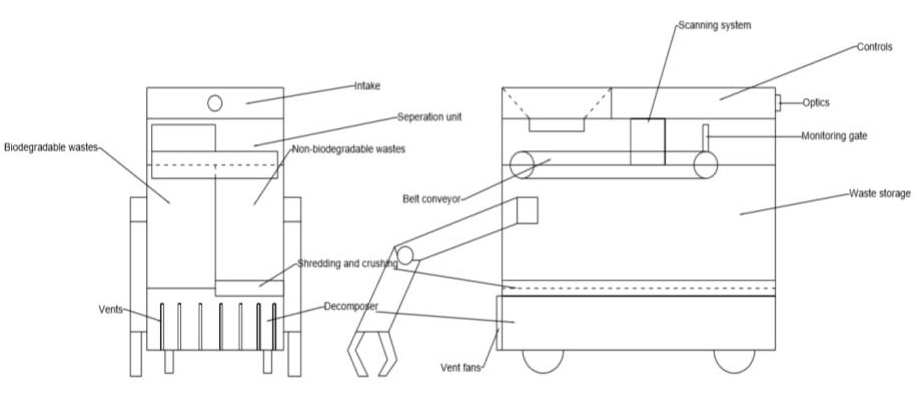 Scanning system
Controls
Intake
Optics
Seperation unit
Monitoring gate
Biodegradable wastes
Non-biodegradable wastes
Waste storage
Belt conveyor
Shredding and crushing
Vents
Decomposer
Vent fans